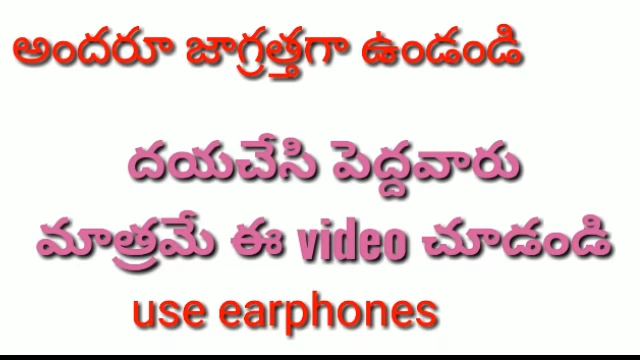 అందరూ జాగ్రత్తగా ఉండండి
దయచేసి పెద్దవారు
మాత్రమే ఈ video చూడండి
use earphones